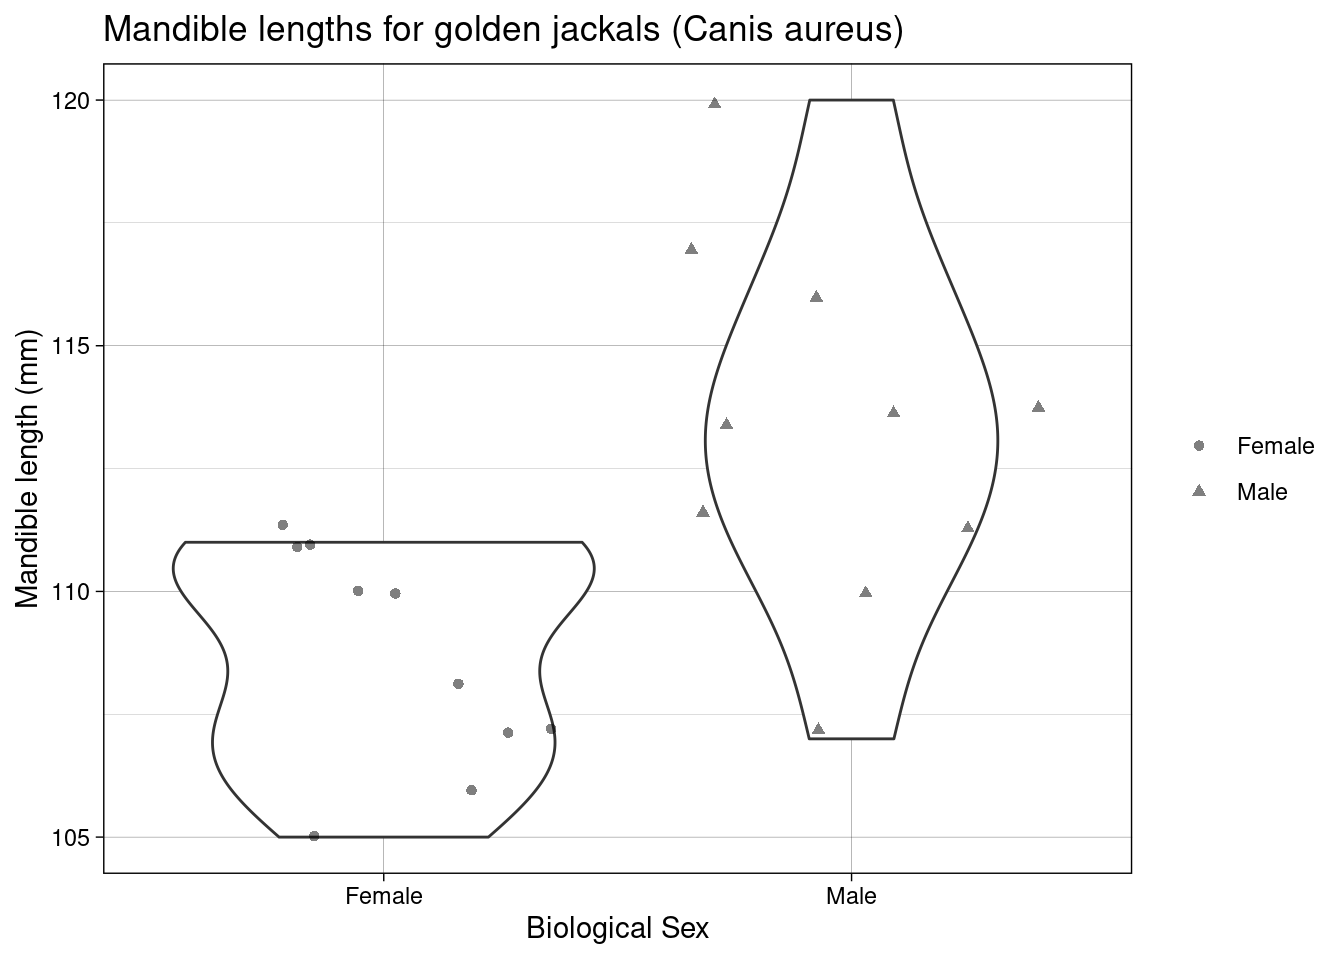 Mandible lengths for golden jackals (Canis aureus)
Mandible length (mm)
120
115
110
105
Female
Male
Biological Sex
Female
Male